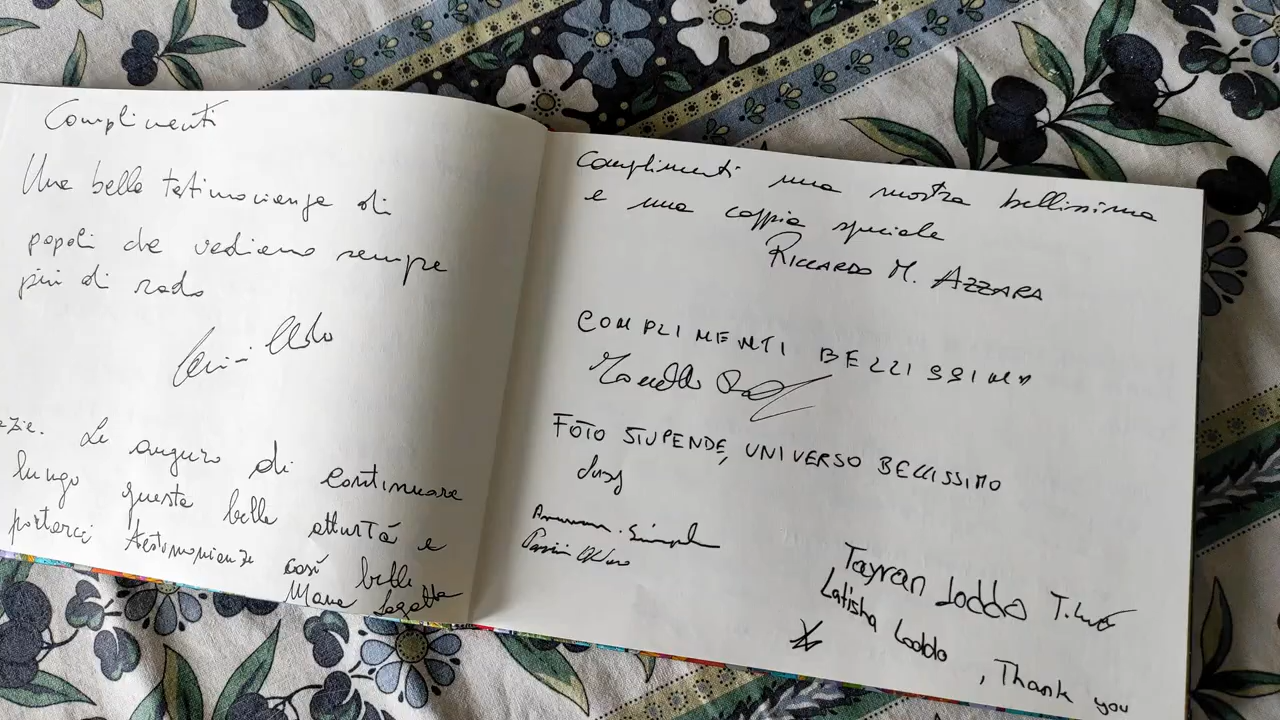 Complimenti
Una bella testimonianza di
popoli che vediamo sempre
più di rado
Le auguro di continuare
lungo questa bella attività e
portarci testimonianze così belle
Complimenti una mostra bellissima
e una coppia speciale
RICCARDO M. AZZARA
COMPLIMENTI BELLISSIMA
FOTO STUPENDE, UNIVERSO BELLISSIMO
Tayran Loddo
Latisha Loddo
, Thank you